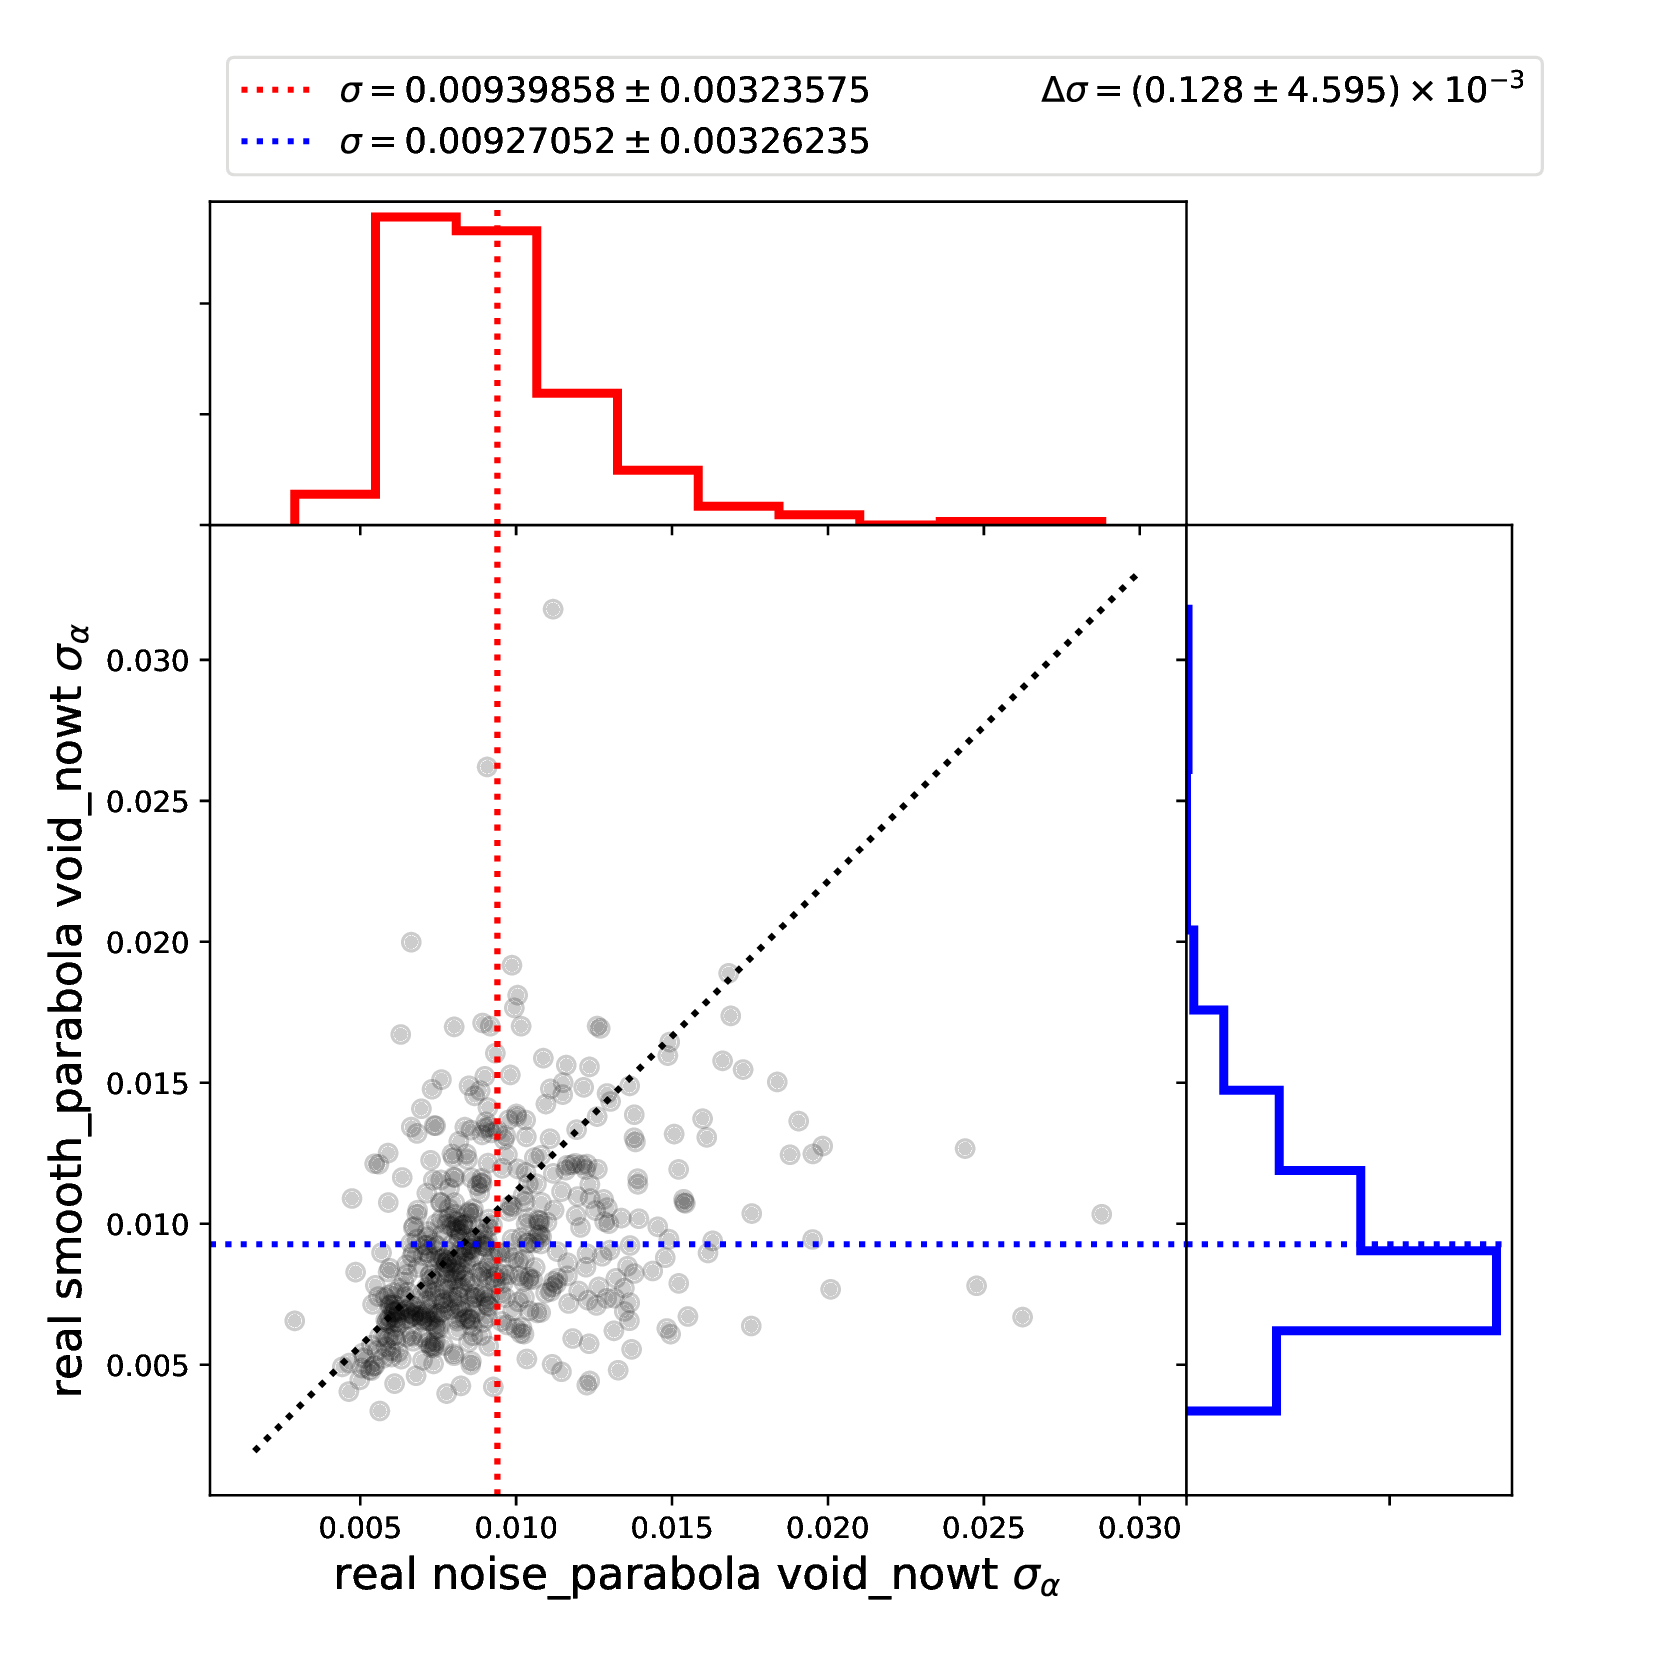 σ = 0.00939858 ± 0.00323575
Δσ = (0.128 ± 4.595) × 10⁻³
σ = 0.00927052 ± 0.00326235
real smooth_parabola void_nowt σ_α
0.030
0.025
0.020
0.015
0.010
0.005
0.005 0.010 0.015 0.020 0.025 0.030
real noise_parabola void_nowt σ_α